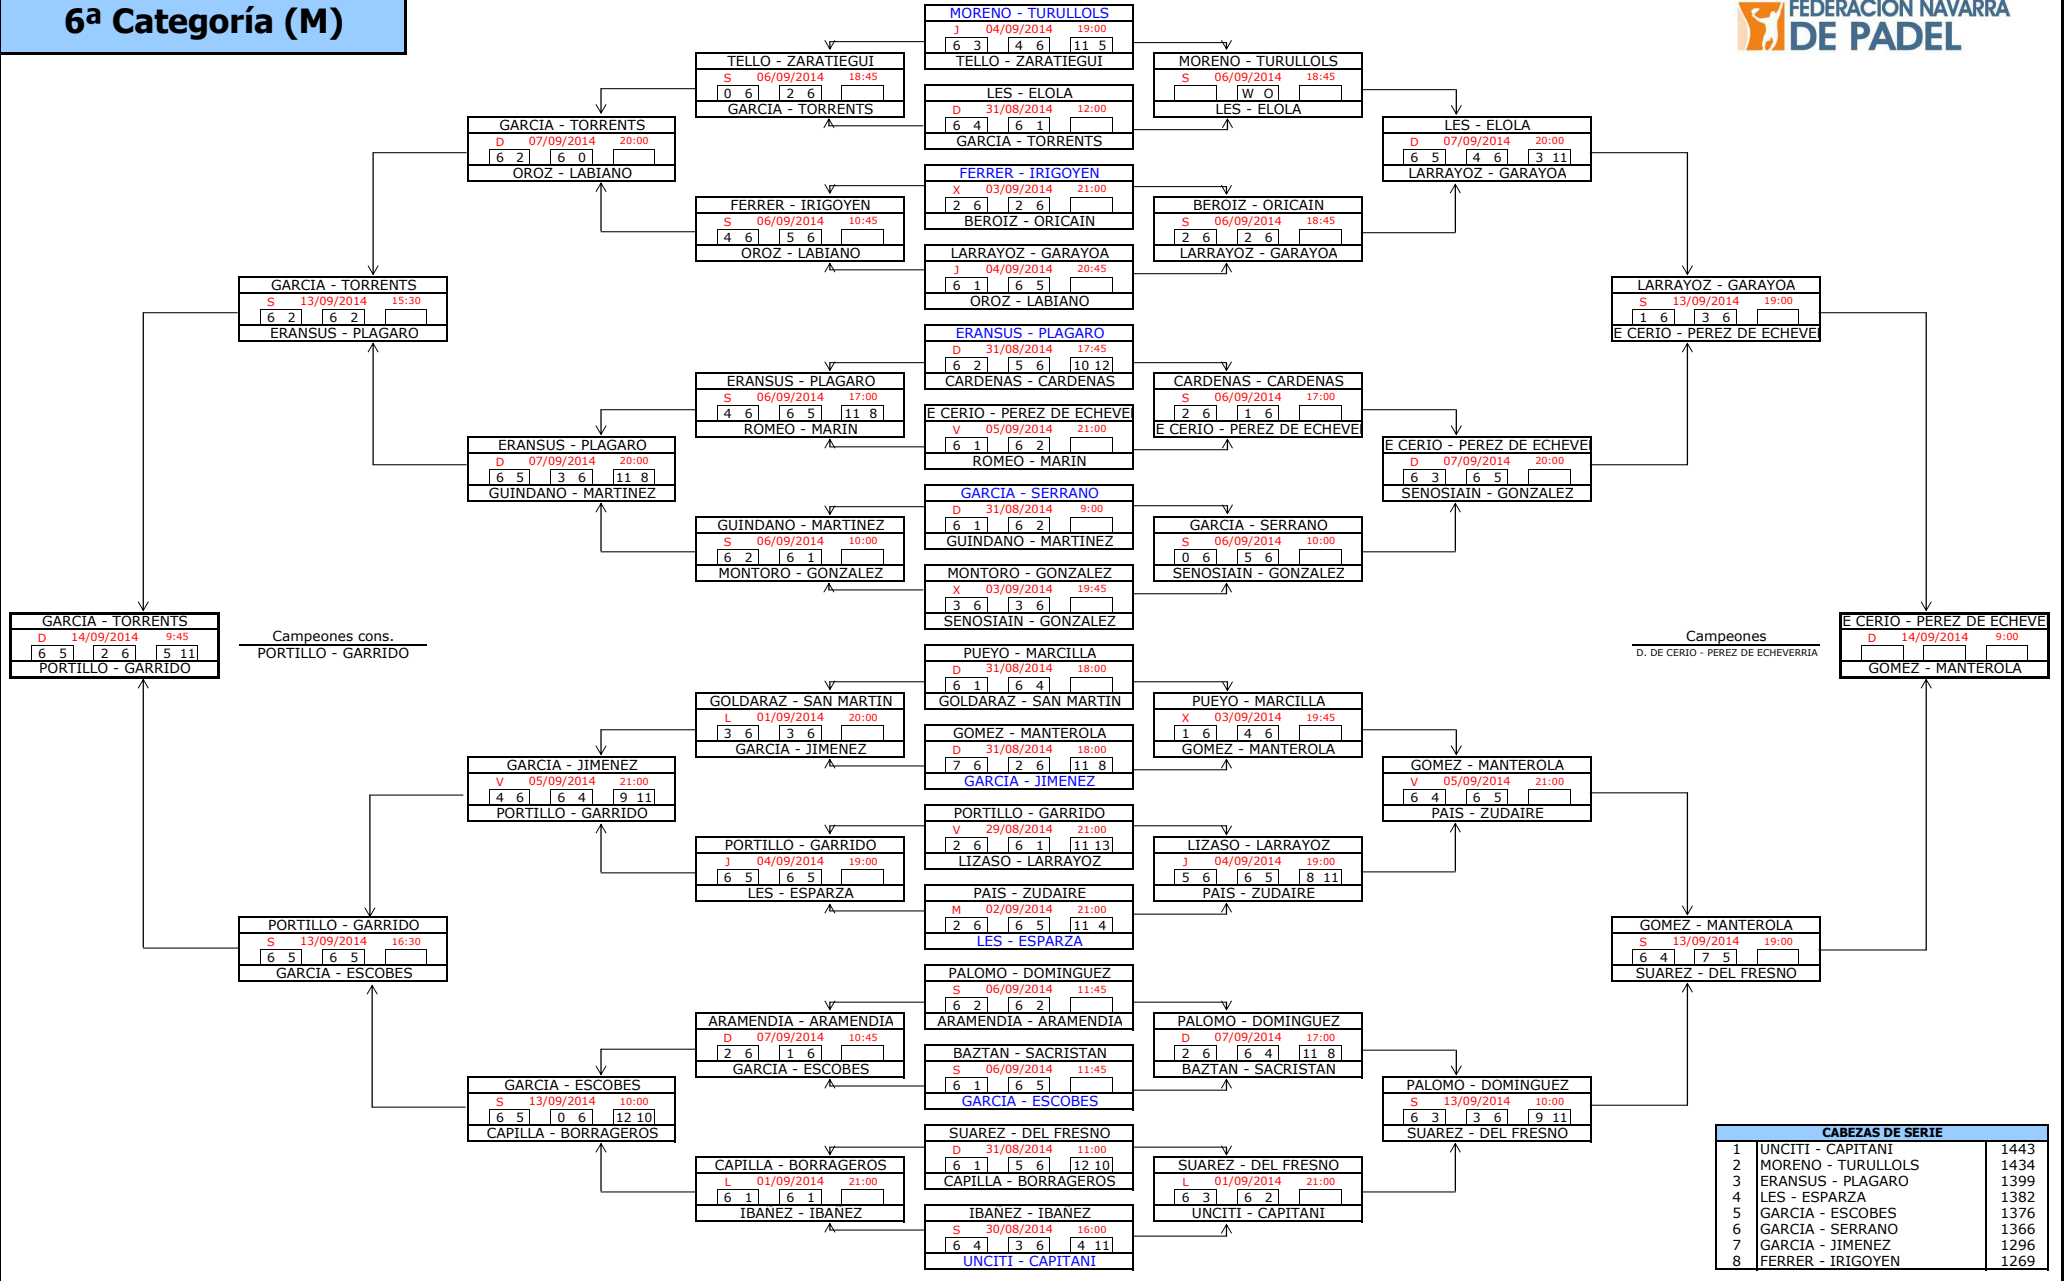 6ª Categoría (M)
FEDERACION NAVARRA
DE PADEL
MORENO - TURULLOLS
J 04/09/2014 19:00
6 3 4 6 11 5
TELLO - ZARATIEGUI
LES - ELOLA
D 31/08/2014 12:00
6 4 6 1
GARCIA - TORRENTS
FERRER - IRIGOYEN
X 03/09/2014 21:00
2 6 2 6
BEROIZ - ORICAIN
LARRAYOZ - GARAYOA
J 04/09/2014 20:45
6 1 6 5
OROZ - LABIANO
ERANSUS - PLAGARO
D 31/08/2014 17:45
6 2 5 6 10 12
CARDENAS - CARDENAS
E CERIO - PEREZ DE ECHEVE
V 05/09/2014 21:00
6 1 6 2
ROMEO - MARIN
GARCIA - SERRANO
D 31/08/2014 9:00
6 1 6 2
GUINDANO - MARTINEZ
MONTORO - GONZALEZ
X 03/09/2014 19:45
3 6 3 6
SENOSIAIN - GONZALEZ
PUEYO - MARCILLA
D 31/08/2014 18:00
6 1 6 4
GOLDARAZ - SAN MARTIN
GOMEZ - MANTEROLA
D 31/08/2014 18:00
7 6 2 6 11 8
GARCIA - JIMENEZ
PORTILLO - GARRIDO
V 29/08/2014 21:00
2 6 6 1 11 13
LIZASO - LARRAYOZ
PAIS - ZUDAIRE
M 02/09/2014 21:00
2 6 6 5 11 4
LES - ESPARZA
PALOMO - DOMINGUEZ
S 06/09/2014 11:45
6 2 6 2
ARAMENDIA - ARAMENDIA
BAZTAN - SACRISTAN
S 06/09/2014 11:45
6 1 6 5
GARCIA - ESCOBES
SUAREZ - DEL FRESNO
D 31/08/2014 11:00
6 1 5 6 12 10
CAPILLA - BORRAGEROS
IBAÑEZ - IBAÑEZ
S 30/08/2014 16:00
6 4 3 6 4 11
UNCITI - CAPITANI
TELLO - ZARATIEGUI
S 06/09/2014 18:45
0 6 2 6
GARCIA - TORRENTS
FERRER - IRIGOYEN
S 06/09/2014 10:45
4 6 5 6
OROZ - LABIANO
ERANSUS - PLAGARO
S 06/09/2014 17:00
4 6 6 5 11 8
ROMEO - MARIN
GUINDANO - MARTINEZ
S 06/09/2014 10:00
6 2 6 1
MONTORO - GONZALEZ
GOLDARAZ - SAN MARTIN
L 01/09/2014 20:00
3 6 3 6
GARCIA - JIMENEZ
PORTILLO - GARRIDO
J 04/09/2014 19:00
6 5 6 5
LES - ESPARZA
ARAMENDIA - ARAMENDIA
D 07/09/2014 10:45
2 6 1 6
GARCIA - ESCOBES
CAPILLA - BORRAGEROS
L 01/09/2014 21:00
6 1 6 1
IBAÑEZ - IBAÑEZ
GARCIA - TORRENTS
D 07/09/2014 20:00
6 2 6 0
OROZ - LABIANO
ERANSUS - PLAGARO
D 07/09/2014 20:00
6 5 3 6 11 8
GUINDANO - MARTINEZ
GARCIA - JIMENEZ
V 05/09/2014 21:00
4 6 6 4 9 11
PORTILLO - GARRIDO
GARCIA - ESCOBES
S 13/09/2014 10:00
6 5 0 6 12 10
CAPILLA - BORRAGEROS
GARCIA - TORRENTS
S 13/09/2014 15:30
6 2 6 2
ERANSUS - PLAGARO
PORTILLO - GARRIDO
S 13/09/2014 16:30
6 5 6 5
GARCIA - ESCOBES
GARCIA - TORRENTS
D 14/09/2014 9:45
6 5 2 6 5 11
PORTILLO - GARRIDO
Campeones cons.
PORTILLO - GARRIDO
MORENO - TURULLOLS
S 06/09/2014 18:45
W O
LES - ELOLA
BEROIZ - ORICAIN
S 06/09/2014 18:45
2 6 2 6
LARRAYOZ - GARAYOA
CARDENAS - CARDENAS
S 06/09/2014 17:00
2 6 1 6
E CERIO - PEREZ DE ECHEVE
GARCIA - SERRANO
S 06/09/2014 10:00
0 6 5 6
SENOSIAIN - GONZALEZ
PUEYO - MARCILLA
X 03/09/2014 19:45
1 6 4 6
GOMEZ - MANTEROLA
LIZASO - LARRAYOZ
J 04/09/2014 19:00
5 6 6 5 8 11
PAIS - ZUDAIRE
PALOMO - DOMINGUEZ
D 07/09/2014 17:00
2 6 6 4 11 8
BAZTAN - SACRISTAN
SUAREZ - DEL FRESNO
L 01/09/2014 21:00
6 3 6 2
UNCITI - CAPITANI
LES - ELOLA
D 07/09/2014 20:00
6 5 4 6 3 11
LARRAYOZ - GARAYOA
E CERIO - PEREZ DE ECHEVE
D 07/09/2014 20:00
6 3 6 5
SENOSIAIN - GONZALEZ
GOMEZ - MANTEROLA
V 05/09/2014 21:00
6 4 6 5
PAIS - ZUDAIRE
PALOMO - DOMINGUEZ
S 13/09/2014 10:00
6 3 3 6 9 11
SUAREZ - DEL FRESNO
LARRAYOZ - GARAYOA
S 13/09/2014 19:00
1 6 3 6
E CERIO - PEREZ DE ECHEVE
GOMEZ - MANTEROLA
S 13/09/2014 19:00
6 4 7 5
SUAREZ - DEL FRESNO
Campeones
D. DE CERIO - PEREZ DE ECHEVERRIA
E CERIO - PEREZ DE ECHEVE
D 14/09/2014 9:00
GOMEZ - MANTEROLA
CABEZAS DE SERIE
1 UNCITI - CAPITANI 1443
2 MORENO - TURULLOLS 1434
3 ERANSUS - PLAGARO 1399
4 LES - ESPARZA 1382
5 GARCIA - ESCOBES 1376
6 GARCIA - SERRANO 1366
7 GARCIA - JIMENEZ 1296
8 FERRER - IRIGOYEN 1269